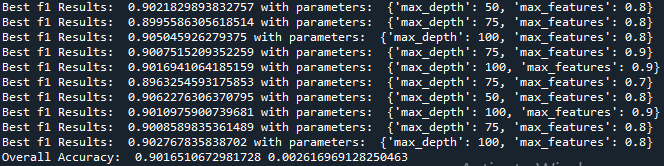 Best f1 Results:  0.9021829893832757 with parameters:  {'max_depth': 50, 'max_features': 0.8}
Best f1 Results:  0.8995586305618514 with parameters:  {'max_depth': 75, 'max_features': 0.8}
Best f1 Results:  0.905045926279375 with parameters:  {'max_depth': 100, 'max_features': 0.8}
Best f1 Results:  0.9007515209352259 with parameters:  {'max_depth': 75, 'max_features': 0.9}
Best f1 Results:  0.9016941064185159 with parameters:  {'max_depth': 100, 'max_features': 0.9}
Best f1 Results:  0.8963254593175853 with parameters:  {'max_depth': 75, 'max_features': 0.7}
Best f1 Results:  0.9062276306370795 with parameters:  {'max_depth': 50, 'max_features': 0.8}
Best f1 Results:  0.9010975900739681 with parameters:  {'max_depth': 100, 'max_features': 0.9}
Best f1 Results:  0.9008589835361489 with parameters:  {'max_depth': 75, 'max_features': 0.8}
Best f1 Results:  0.902767835838702 with parameters:  {'max_depth': 100, 'max_features': 0.8}
Overall Accuracy:  0.9016510672981728 0.002616969128250463